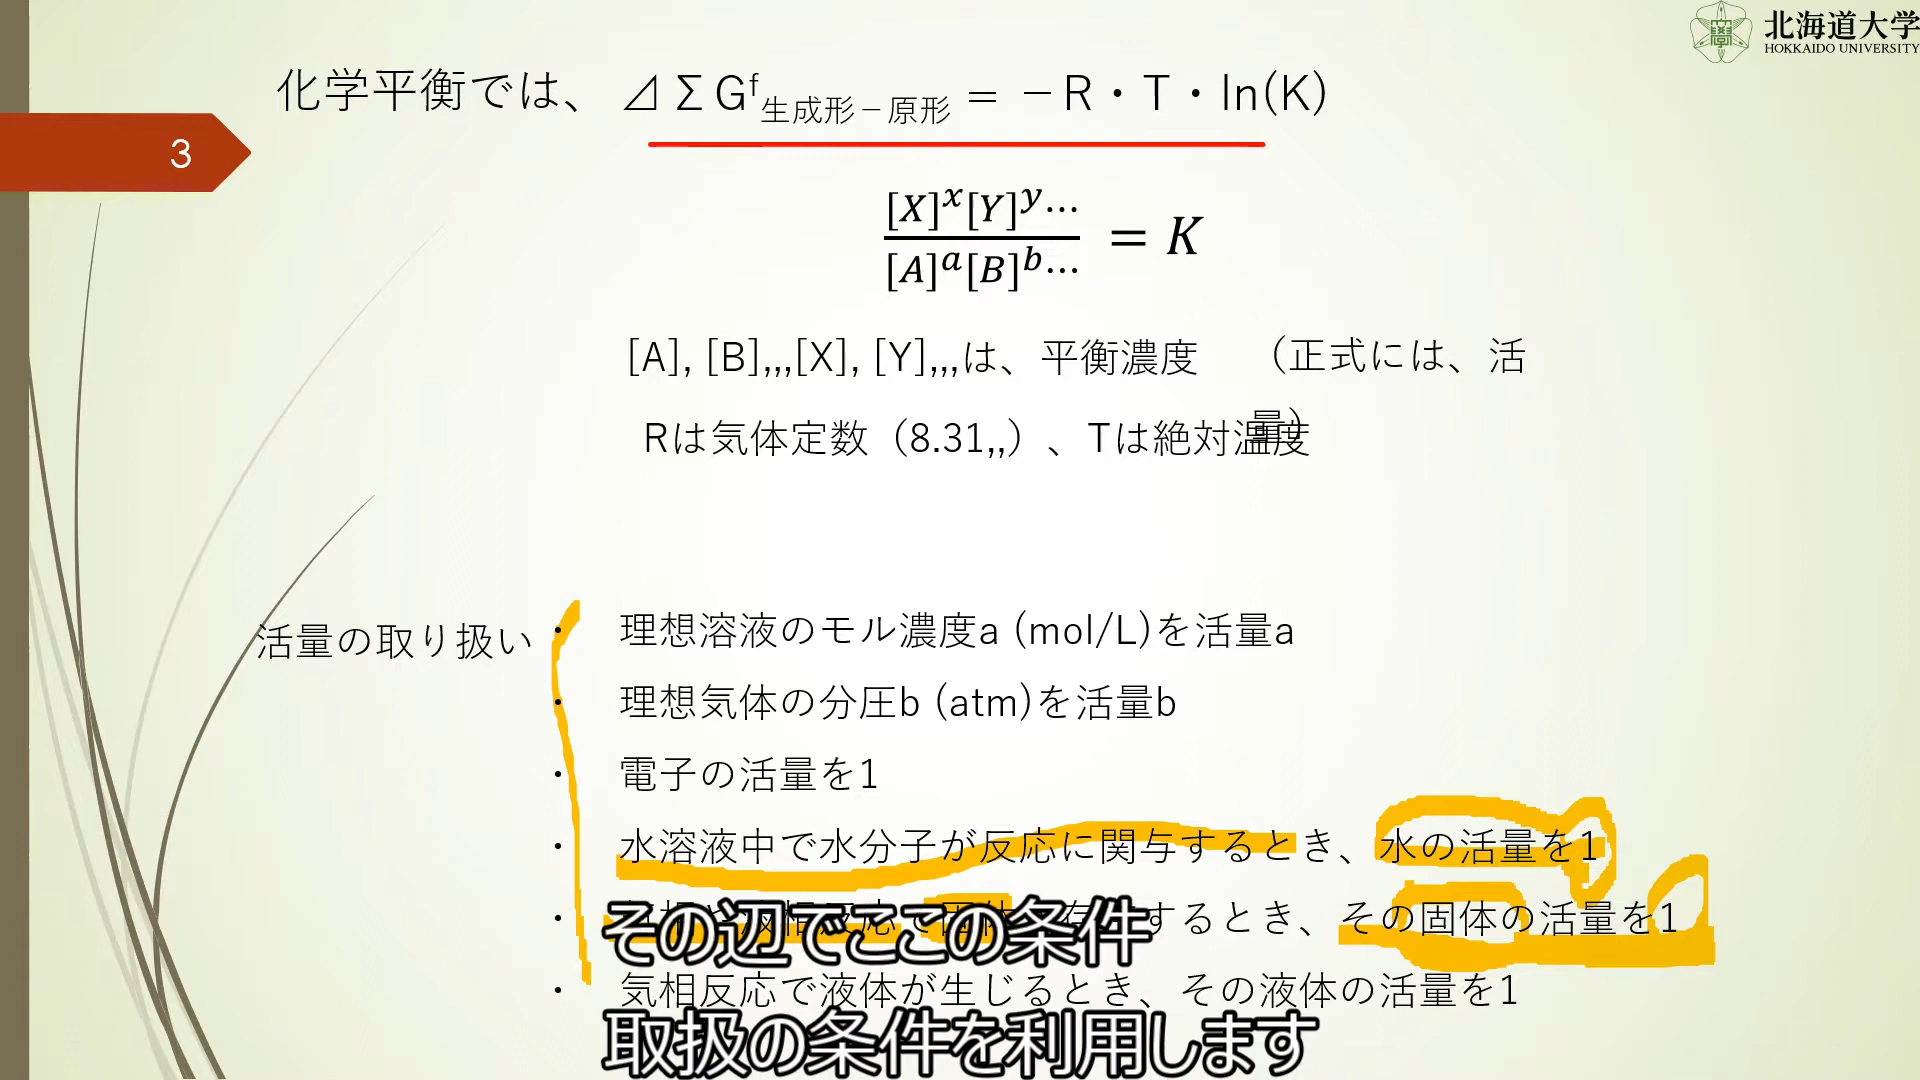 北海道大学
HOKKAIDO UNIVERSITY
化学平衡では、 ⊿ΣGᶠ生成形－原形 ＝ －R・T・ln(K)
3
[X]^x[Y]^y… / [A]^a[B]^b… = K
[A], [B],,,[X], [Y],,,は、平衡濃度 （正式には、活
量）
Rは気体定数（8.31,,）、Tは絶対温度
活量の取り扱い
・ 理想溶液のモル濃度a (mol/L)を活量a
・ 理想気体の分圧b (atm)を活量b
・ 電子の活量を1
・ 水溶液中で水分子が反応に関与するとき、水の活量を1
・ するとき、その固体の活量を1
その辺でここの条件
・ 気相反応で液体が生じるとき、その液体の活量を1
取扱の条件を利用します